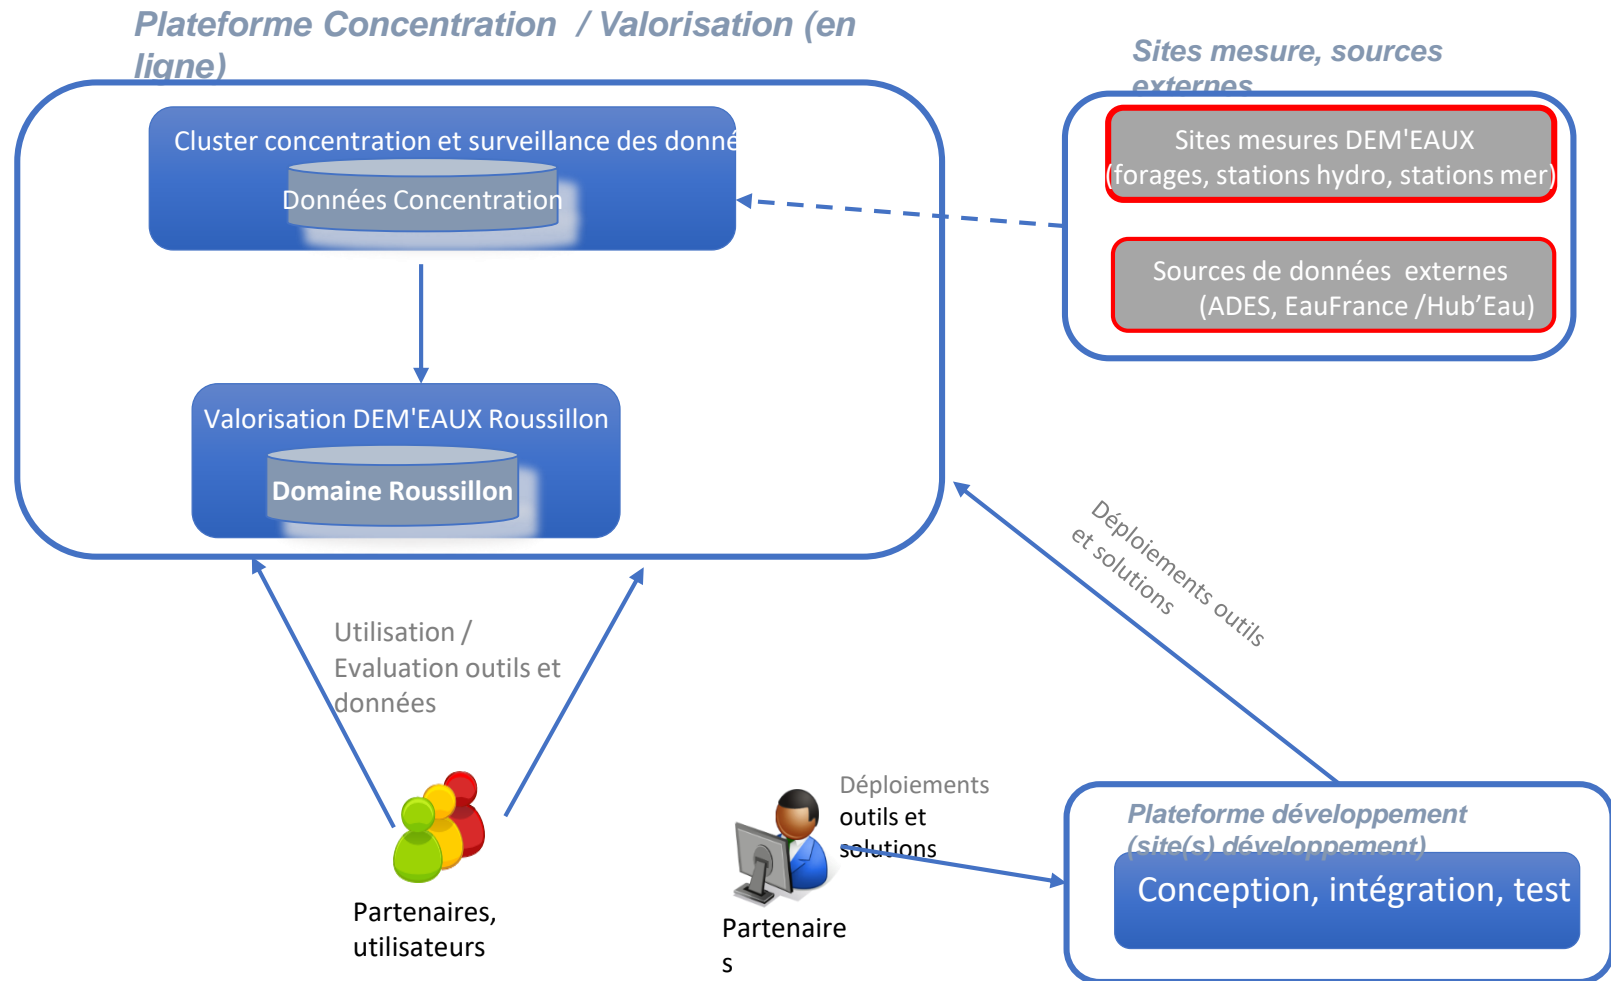 Plateforme Concentration / Valorisation (en
ligne)
Sites mesure, sources
externes
Cluster concentration et surveillance des donné
Données Concentration
Sites mesures DEM'EAUX
(forages, stations hydro, stations mer)
Sources de données externes
(ADES, EauFrance /Hub’Eau)
Valorisation DEM'EAUX Roussillon
Domaine Roussillon
Déploiements outils
et solutions
Utilisation /
Evaluation outils et
données
Déploiements
outils et
solutions
Plateforme développement
(site(s) développement)
Conception, intégration, test
Partenaires,
utilisateurs
Partenaire
s